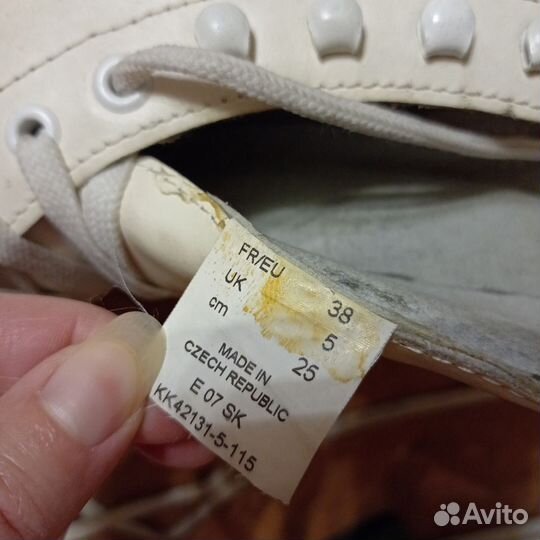 FR/EU 38
UK 5
cm 25
MADE IN
CZECH REPUBLIC
E 07 SK
KK42131-5-115
Avito